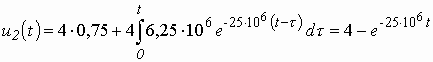 u₂(t) = 4·0,75 + 4∫₀ᵗ 6,25·10⁶ e^(-25·10⁶(t-τ)) dτ = 4 – e^(-25·10⁶ t)